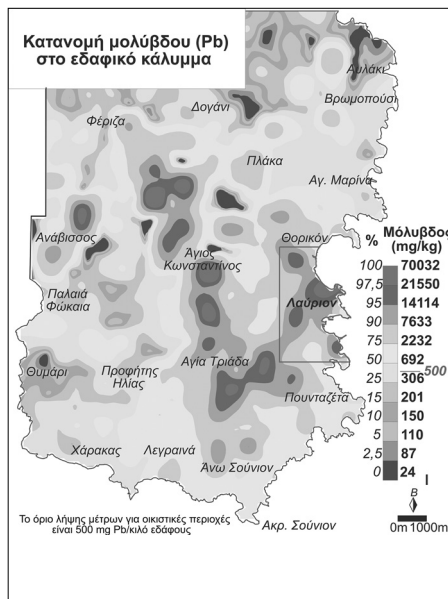 Κατανομή μολύβδου (Pb)
στο εδαφικό κάλυμμα
Αυλάκι
Βρωμοπούσι
Δογάνι
Φέριζα
Πλάκα
Αγ. Μαρίνα
Ανάβισσος
Άγιος
Κωνσταντίνος
Θορικόν
Λαύριον
Παλαιά
Φώκαια
Θυμάρι
Προφήτης
Ηλίας
Αγία Τριάδα
Πουνταζέτα
Χάρακας
Λεγραινά
Άνω Σούνιον
Ακρ. Σούνιον
% Μόλυβδος
(mg/kg)
100 70032
97,5 21550
95 14114
90 7633
75 2232
50 692
500
25 306
15 201
10 150
5 110
2,5 87
0 24
Β
0m 1000m
Το όριο λήψης μέτρων για οικιστικές περιοχές
είναι 500 mg Pb/κιλό εδάφους